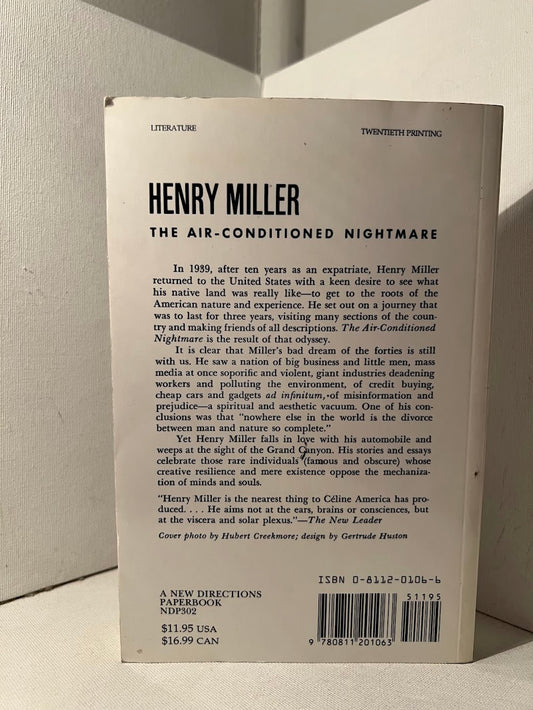 LITERATURE
TWENTIETH PRINTING
HENRY MILLER
THE AIR-CONDITIONED NIGHTMARE
In 1939, after ten years as an expatriate, Henry Miller
returned to the United States with a keen desire to see what
his native land was really like—to get to the roots of the
American nature and experience. He set out on a journey that
was to last for three years, visiting many sections of the coun-
try and making friends of all descriptions. The Air-Conditioned
Nightmare is the result of that odyssey.
It is clear that Miller's bad dream of the forties is still
with us. He saw a nation of big business and little men, mass
media at once soporific and violent, giant industries deadening
workers and polluting the environment, of credit buying,
cheap cars and gadgets ad infinitum, of misinformation and
prejudice—a spiritual and aesthetic vacuum. One of his con-
clusions was that "nowhere else in the world is the divorce
between man and nature so complete."
Yet Henry Miller falls in love with his automobile and
weeps at the sight of the Grand Canyon. His stories and essays
celebrate those rare individuals (famous and obscure) whose
creative resilience and mere existence oppose the mechaniza-
tion of minds and souls.
"Henry Miller is the nearest thing to Céline America has pro-
duced. . . . He aims not at the ears, brains or consciences, but
at the viscera and solar plexus."—The New Leader
Cover photo by Hubert Creekmore; design by Gertrude Huston
ISBN 0-8112-0106-6
51195
A NEW DIRECTIONS
PAPERBOOK
NDP302
$11.95 USA
$16.99 CAN
9 780811 201063